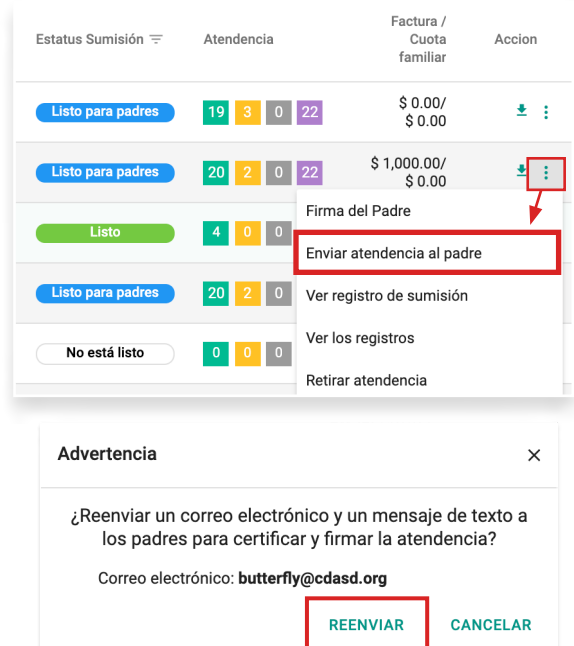 Estatus Sumisión Atendencia Factura / Cuota familiar Accion
Listo para padres 19 3 0 22 $ 0.00/ $ 0.00
Listo para padres 20 2 0 22 $ 1,000.00/ $ 0.00
Firma del Padre
Listo 4 0 0
Enviar atendencia al padre
Listo para padres 20 2 0
Ver registro de sumisión
Ver los registros
No está listo 0 0 0
Retirar atendencia
Advertencia
¿Reenviar un correo electrónico y un mensaje de texto a
los padres para certificar y firmar la atendencia?
Correo electrónico: butterfly@cdasd.org
REENVIAR CANCELAR